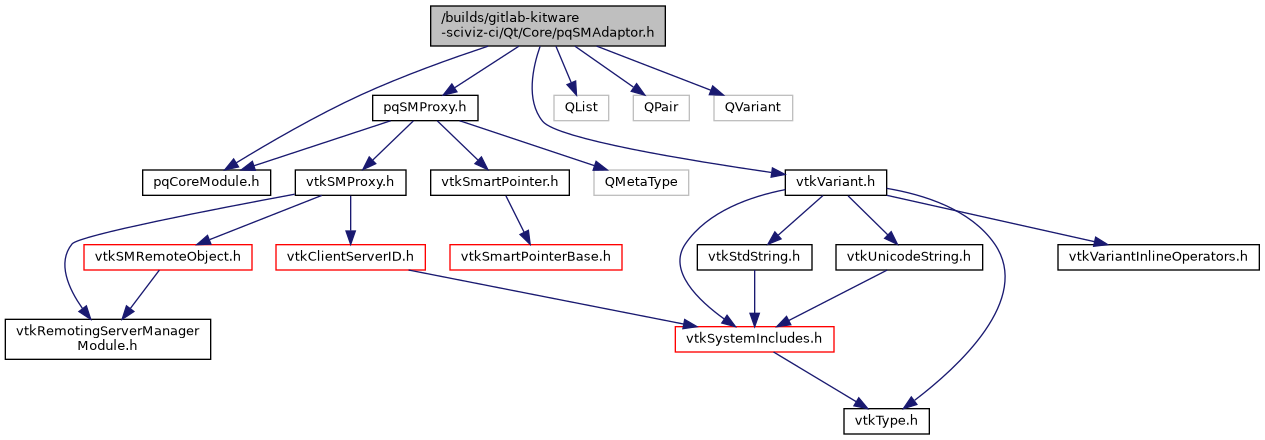 /builds/gitlab-kitware
-sciviz-ci/Qt/Core/pqSMAdaptor.h
pqSMProxy.h
QList
QPair
QVariant
pqCoreModule.h
vtkSMProxy.h
vtkSmartPointer.h
QMetaType
vtkVariant.h
vtkSMRemoteObject.h
vtkClientServerID.h
vtkSmartPointerBase.h
vtkStdString.h
vtkUnicodeString.h
vtkVariantInlineOperators.h
vtkRemotingServerManager
Module.h
vtkSystemIncludes.h
vtkType.h